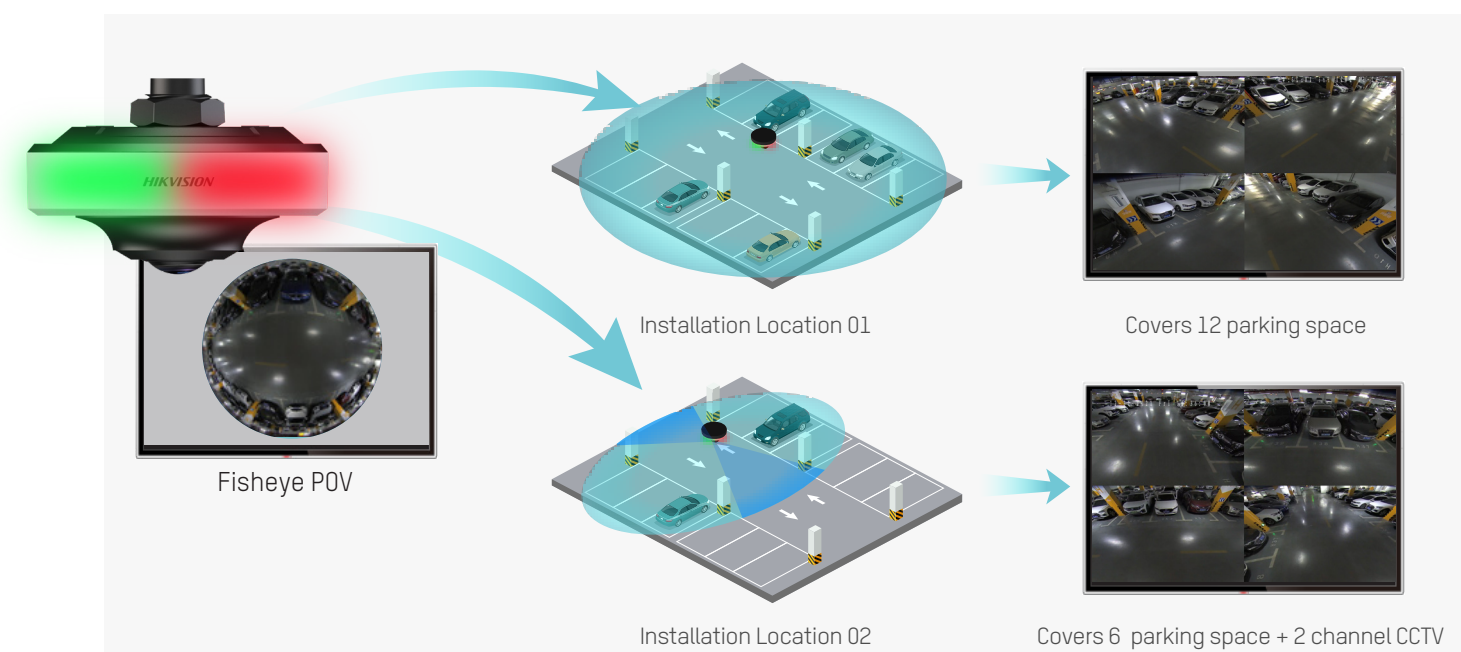 HIKVISION
Fisheye POV
Installation Location 01
Covers 12 parking space
Installation Location 02
Covers 6 parking space + 2 channel CCTV